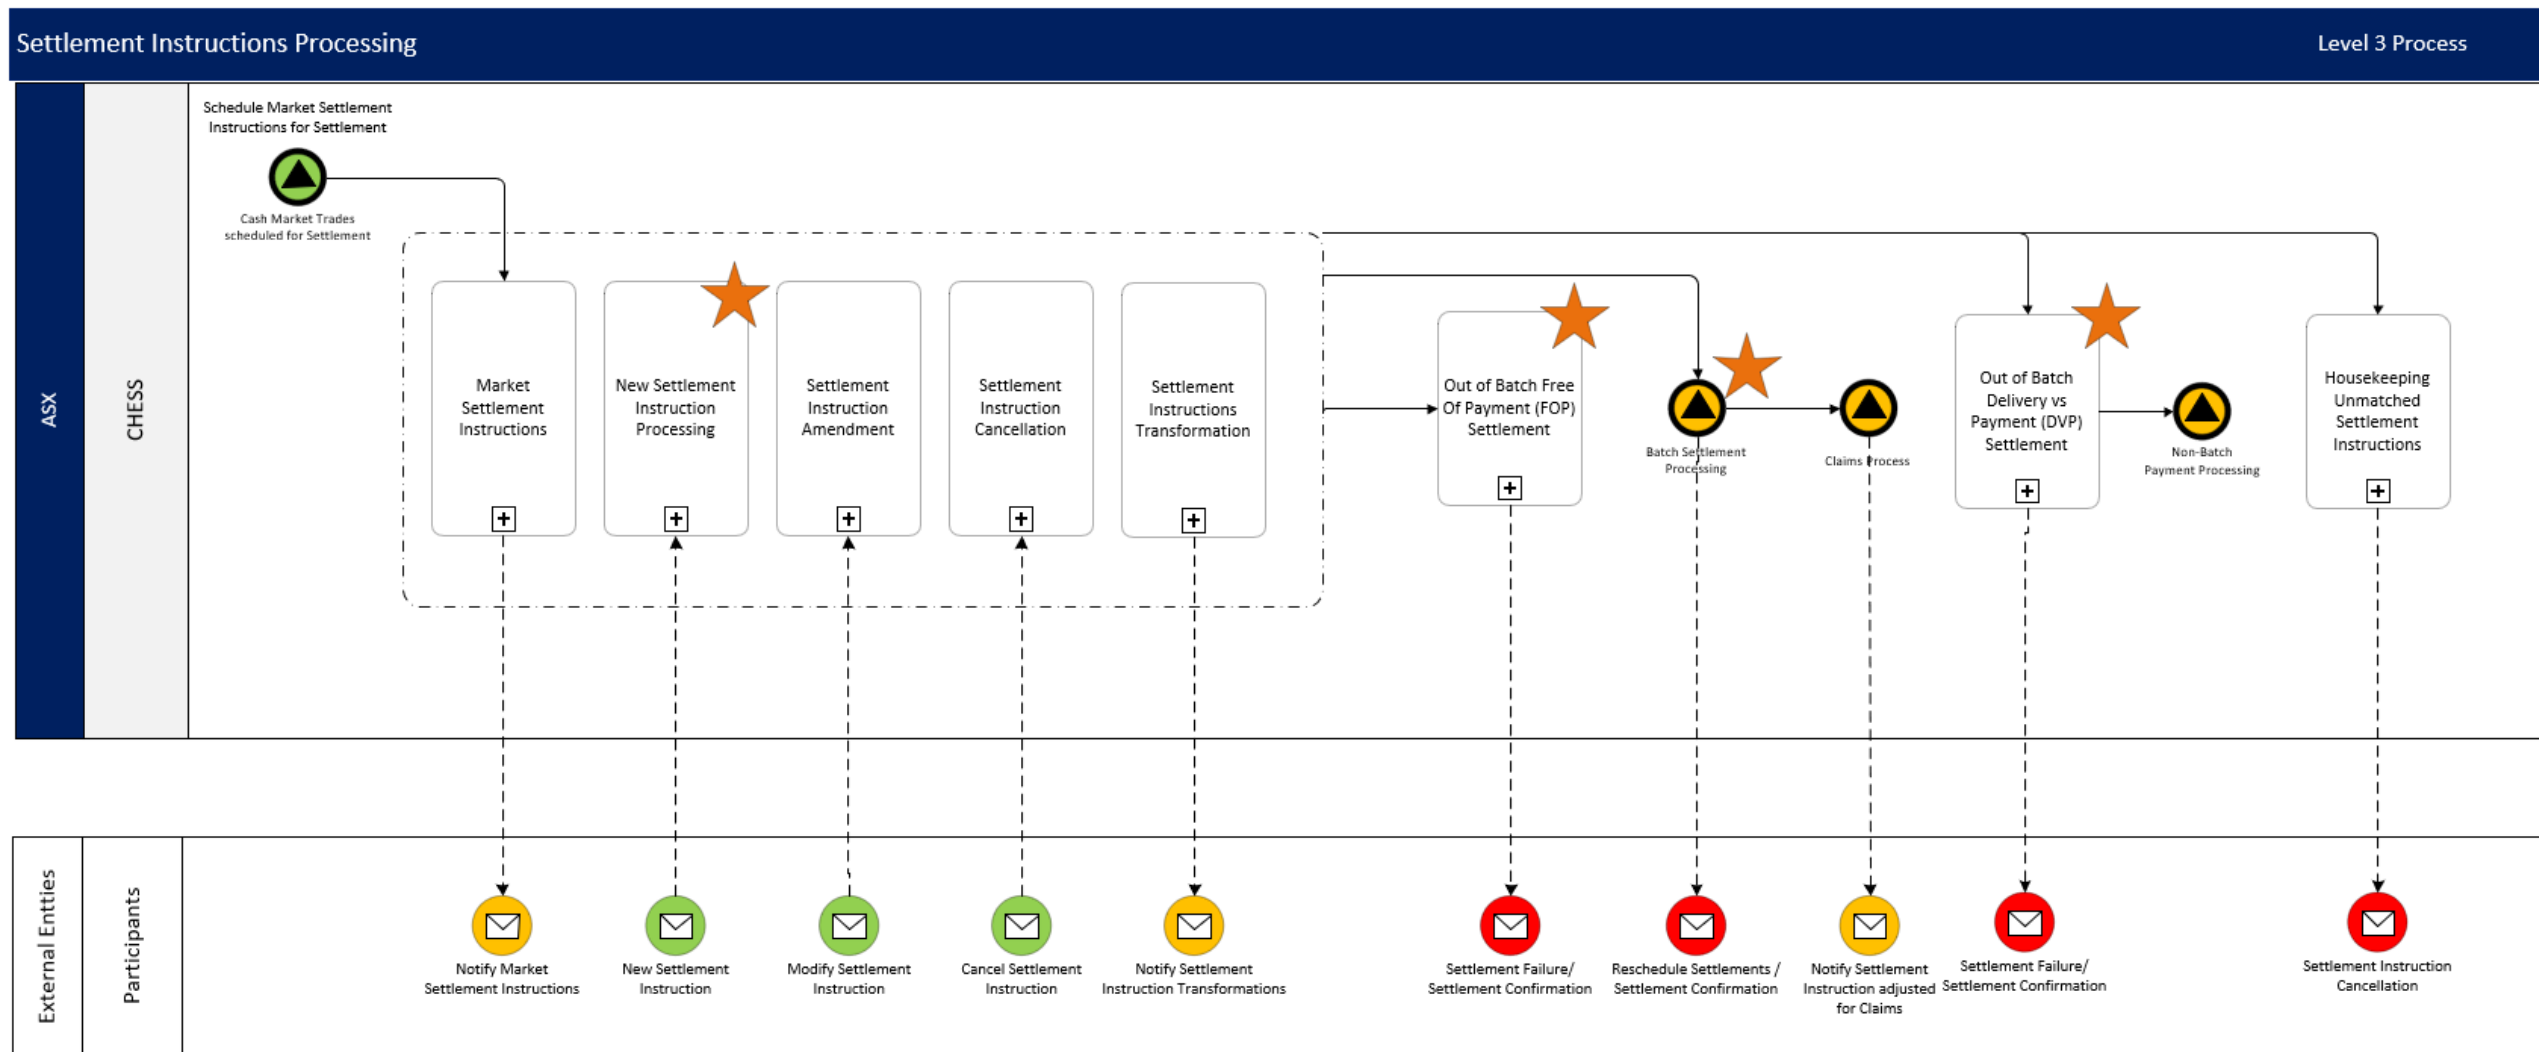 Settlement Instructions Processing
Level 3 Process
ASX
CHESS
Schedule Market Settlement
Instructions for Settlement
Cash Market Trades
scheduled for Settlement
Market
Settlement
Instructions
New Settlement
Instruction
Processing
Settlement
Instruction
Amendment
Settlement
Instruction
Cancellation
Settlement
Instructions
Transformation
Out of Batch Free
Of Payment (FOP)
Settlement
Batch Settlement
Processing
Claims Process
Out of Batch
Delivery vs
Payment (DVP)
Settlement
Non-Batch
Payment Processing
Housekeeping
Unmatched
Settlement
Instructions
External Entties
Participants
Notify Market
Settlement Instructions
New Settlement
Instruction
Modify Settlement
Instruction
Cancel Settlement
Instruction
Notify Settlement
Instruction Transformations
Settlement Failure/
Settlement Confirmation
Reschedule Settlements /
Settlement Confirmation
Notify Settlement
Instruction adjusted
for Claims
Settlement Failure/
Settlement Confirmation
Settlement Instruction
Cancellation